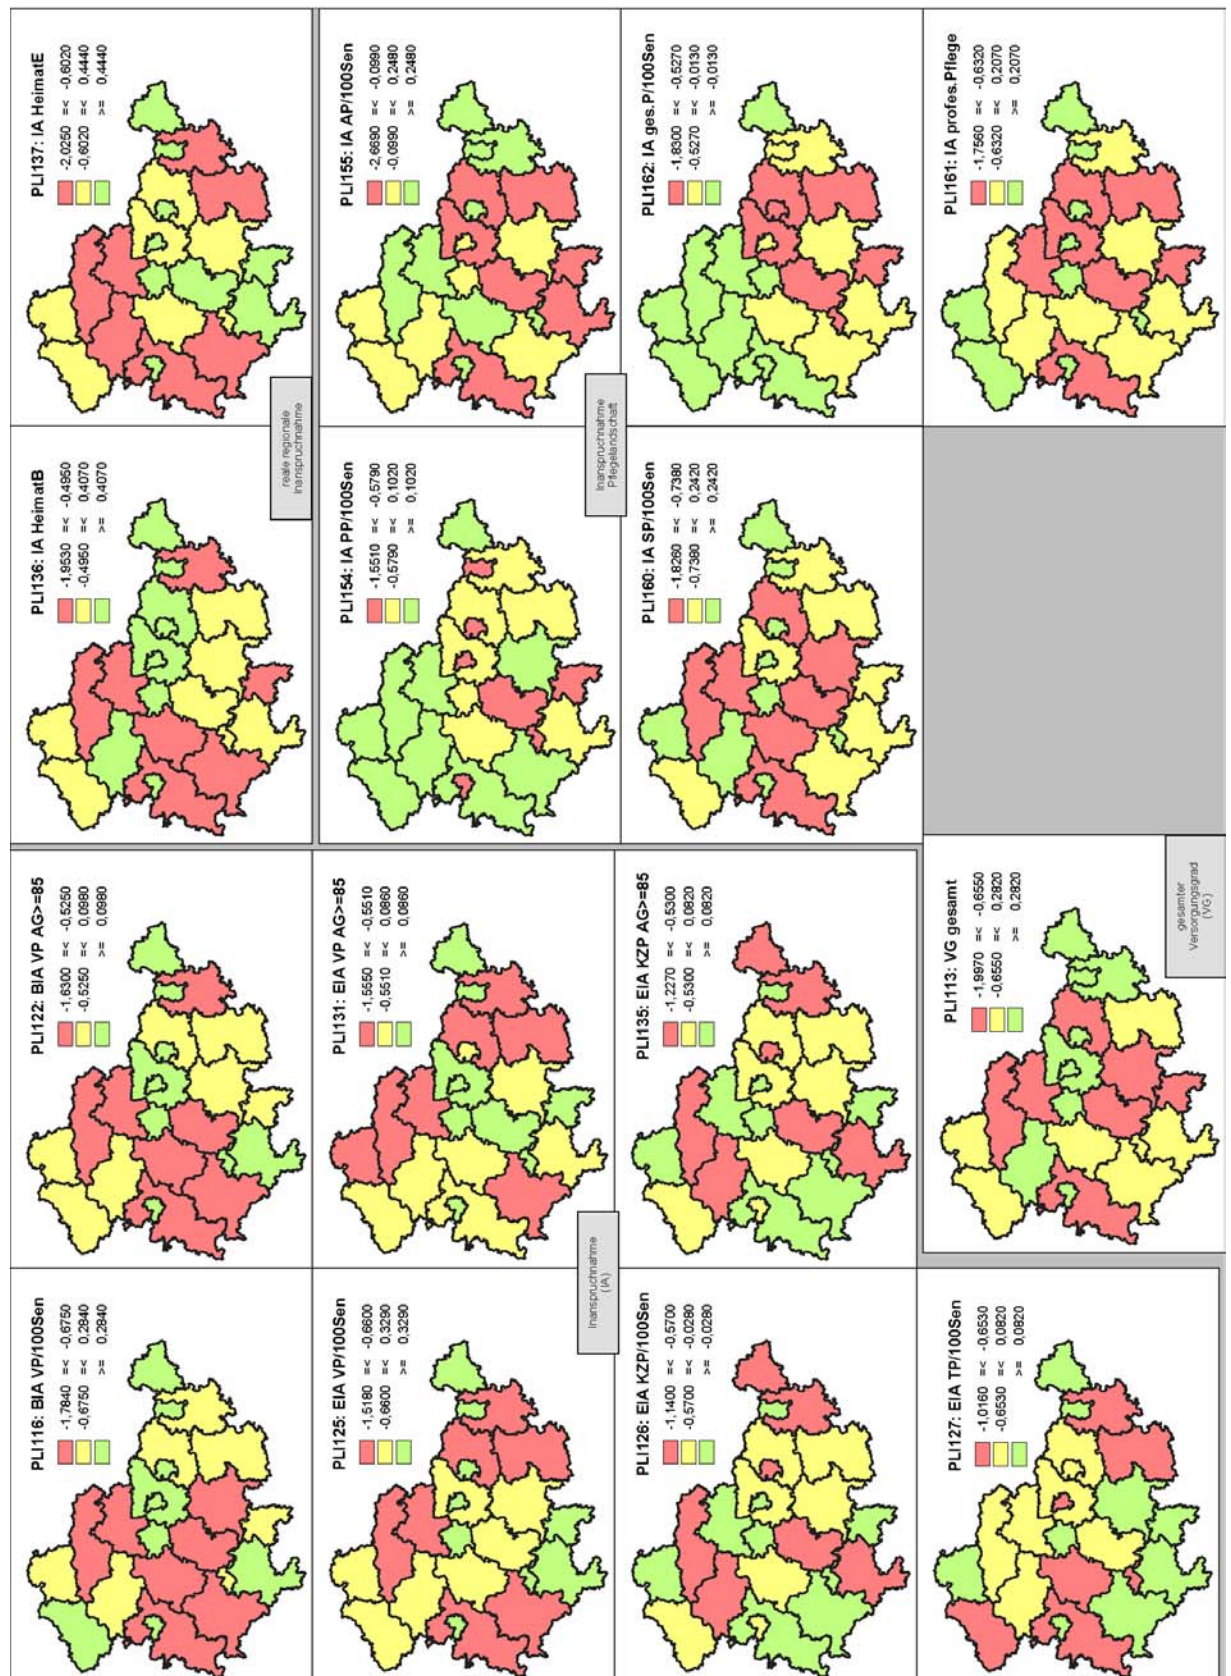 PLI116: BIA VP/100Sen
-1,7840 =< -0,6750
-0,6750 =< 0,2840
>= 0,2840
PLI122: BIA VP AG>=85
-1,6300 =< -0,5250
-0,5250 =< 0,0980
>= 0,0980
PLI136: IA HeimatB
-1,9530 =< -0,4950
-0,4950 =< 0,4070
>= 0,4070
PLI137: IA HeimatE
-2,0250 =< -0,6020
-0,6020 =< 0,4440
>= 0,4440
reale regionale
Inanspruchnahme
PLI125: EIA VP/100Sen
-1,5180 =< -0,6600
-0,6600 =< 0,3290
>= 0,3290
PLI131: EIA VP AG>=85
-1,5550 =< -0,5510
-0,5510 =< 0,0860
>= 0,0860
PLI154: IA PP/100Sen
-1,5510 =< -0,5790
-0,5790 =< 0,1020
>= 0,1020
PLI155: IA AP/100Sen
-2,6690 =< -0,0990
-0,0990 =< 0,2480
>= 0,2480
Inanspruchnahme
(IA)
Inanspruchnahme
Pflegelandschaft
PLI126: EIA KZP/100Sen
-1,1400 =< -0,5700
-0,5700 =< -0,0280
>= -0,0280
PLI135: EIA KZP AG>=85
-1,2270 =< -0,5300
-0,5300 =< 0,0820
>= 0,0820
PLI160: IA SP/100Sen
-1,8260 =< -0,7380
-0,7380 =< 0,2420
>= 0,2420
PLI162: IA ges.P/100Sen
-1,8300 =< -0,5270
-0,5270 =< -0,0130
>= -0,0130
PLI127: EIA TP/100Sen
-1,0160 =< -0,6530
-0,6530 =< 0,0820
>= 0,0820
PLI113: VG gesamt
-1,9970 =< -0,6550
-0,6550 =< 0,2820
>= 0,2820
PLI161: IA profes.Pflege
-1,7560 =< -0,6320
-0,6320 =< 0,2070
>= 0,2070
gesamter
Versorgungsgrad
(VG)